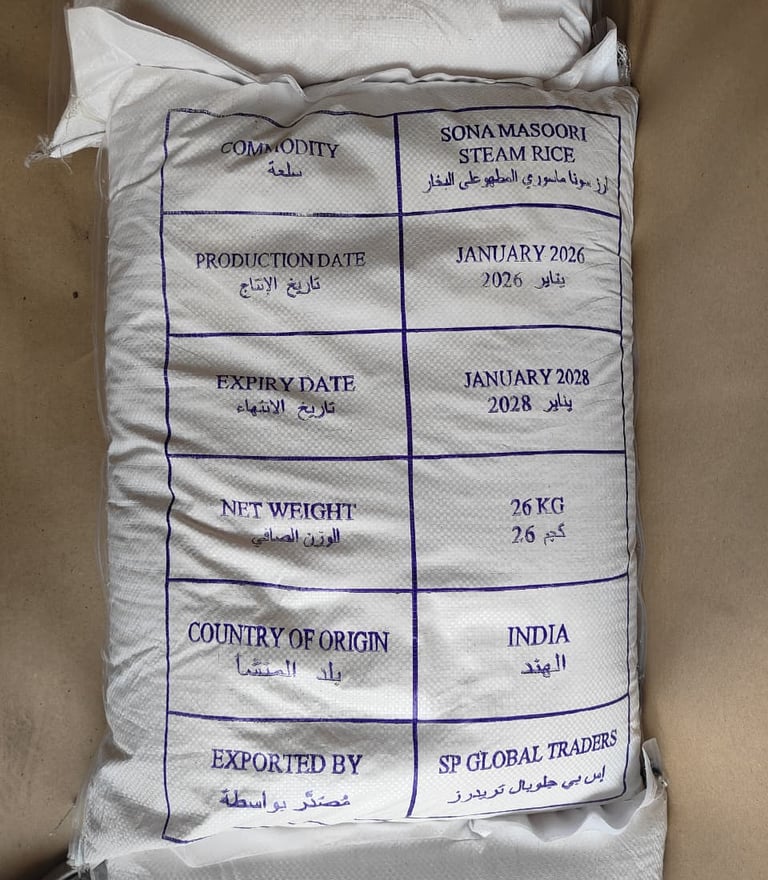 COMMODITY
سلعة
SONA MASOORI
STEAM RICE
ارز سونا ماسوري المطهو على البخار
PRODUCTION DATE
تاريخ الإنتاج
JANUARY 2026
يناير 2026
EXPIRY DATE
تاريخ الانتهاء
JANUARY 2028
يناير 2028
NET WEIGHT
الوزن الصافي
26 KG
26 كجم
COUNTRY OF ORIGIN
بلد المنشأ
INDIA
الهند
EXPORTED BY
مُصَدَّر بواسطة
SP GLOBAL TRADERS
إس بي جلوبال تريدرز